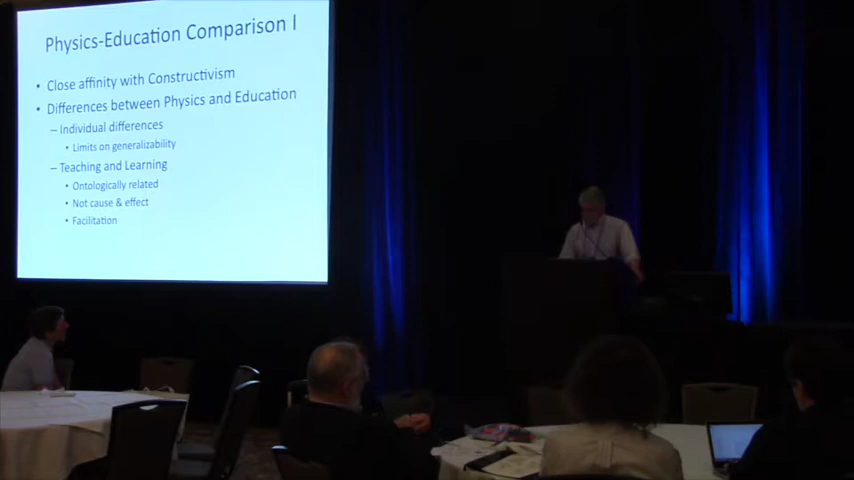 Physics-Education Comparison I
• Close affinity with Constructivism
• Differences between Physics and Education
– Individual differences
• Limits on generalizability
– Teaching and Learning
• Ontologically related
• Not cause & effect
• Facilitation